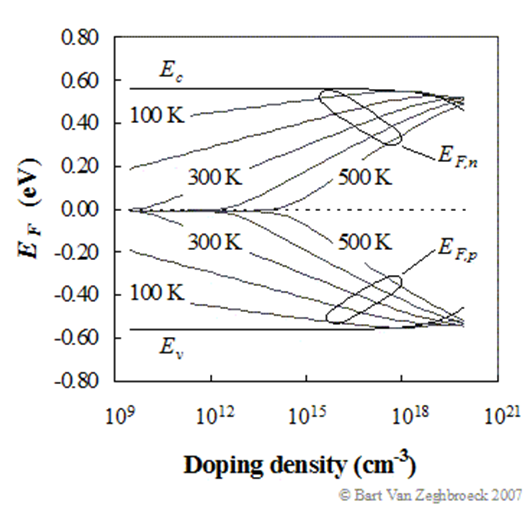 0.80
0.60
0.40
0.20
0.00
-0.20
-0.40
-0.60
-0.80
E_F (eV)
E_c
100 K
300 K
500 K
E_{F,n}
300 K
500 K
E_{F,p}
100 K
E_v
10^9 10^12 10^15 10^18 10^21
Doping density (cm^-3)
© Bart Van Zeghbroeck 2007